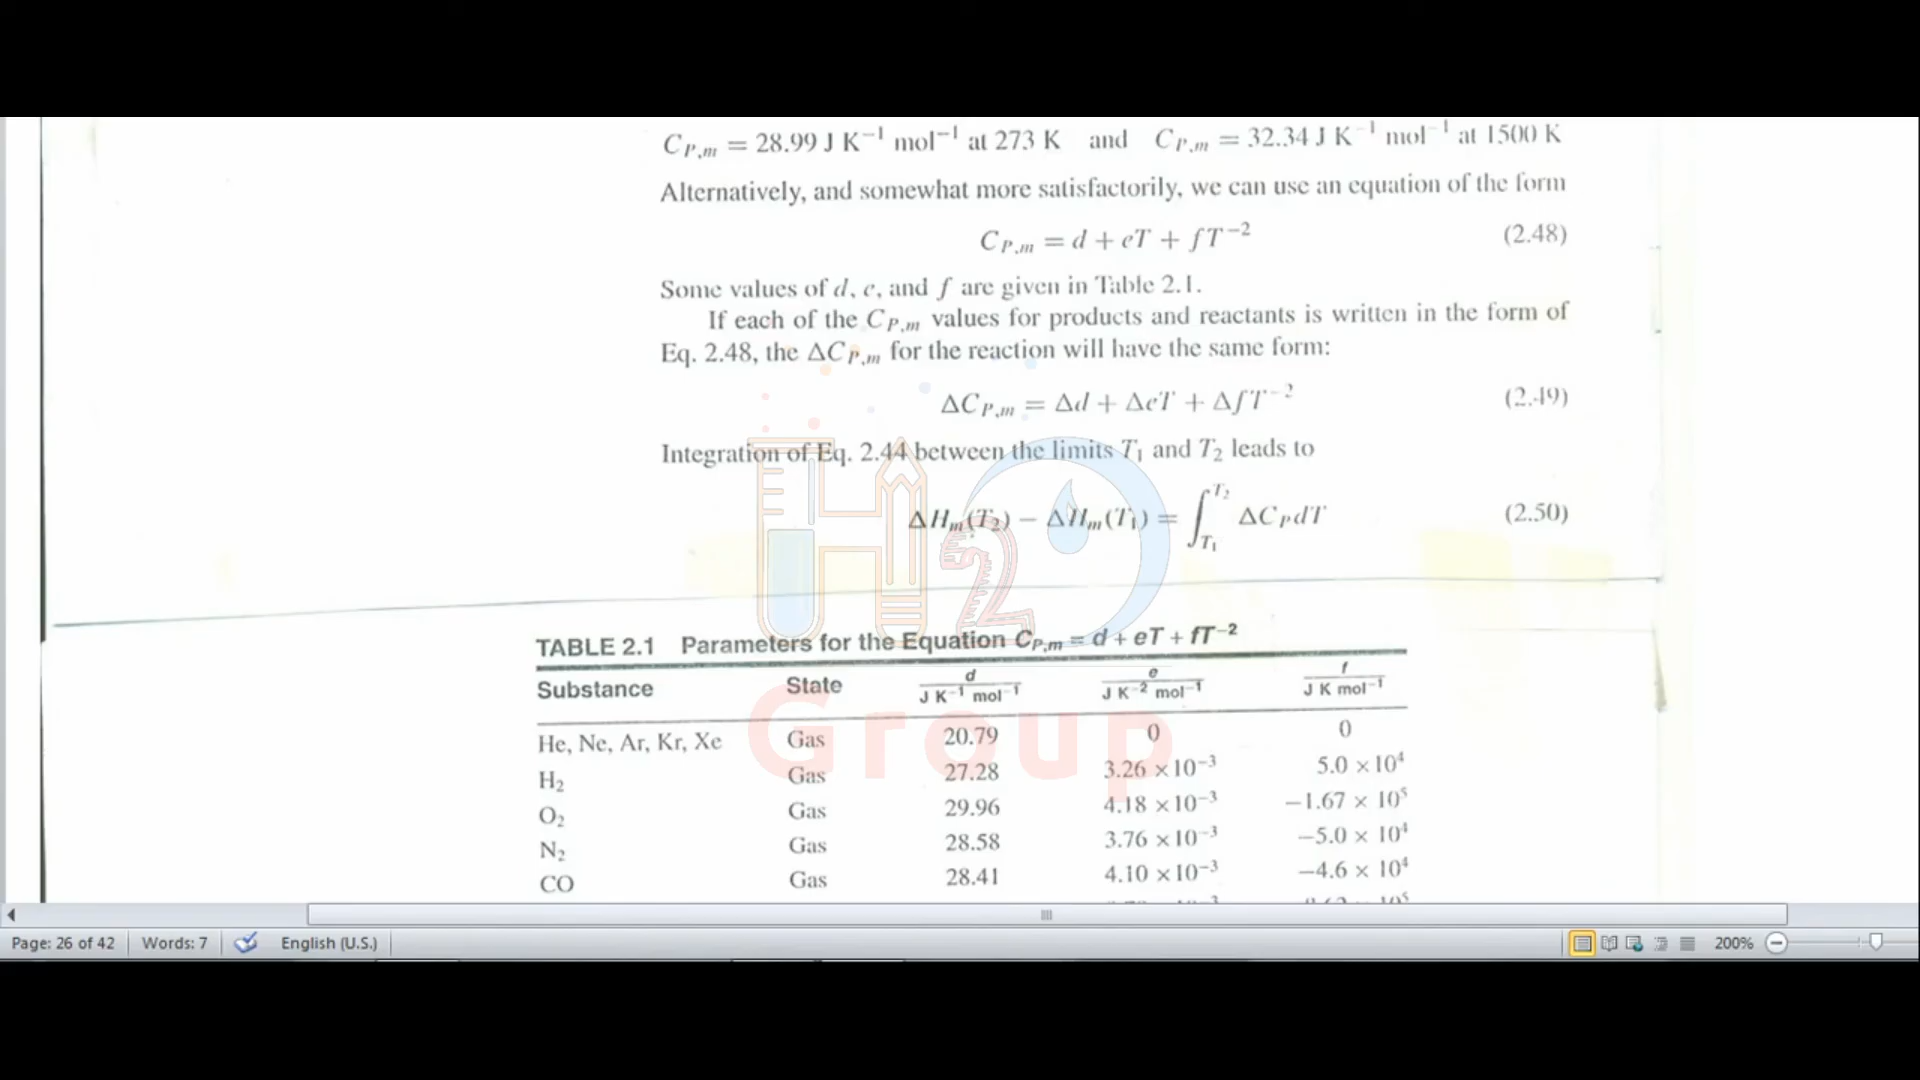 C_P,m = 28.99 J K⁻¹ mol⁻¹ at 273 K and C_P,m = 32.34 J K⁻¹ mol⁻¹ at 1500 K
Alternatively, and somewhat more satisfactorily, we can use an equation of the form
C_P,m = d + eT + fT⁻² (2.48)
Some values of d, e, and f are given in Table 2.1.
If each of the C_P,m values for products and reactants is written in the form of
Eq. 2.48, the ΔC_P,m for the reaction will have the same form:
ΔC_P,m = Δd + ΔeT + ΔfT⁻² (2.49)
Integration of Eq. 2.44 between the limits T₁ and T₂ leads to
ΔH_m(T₂) − ΔH_m(T₁) = ∫_T₁^T₂ ΔC_P dT (2.50)
H2O
Group
TABLE 2.1 Parameters for the Equation C_P,m = d + eT + fT⁻²
Substance State d / J K⁻¹ mol⁻¹ e / J K⁻² mol⁻¹ f / J K mol⁻¹
He, Ne, Ar, Kr, Xe Gas 20.79 0 0
H₂ Gas 27.28 3.26 × 10⁻³ 5.0 × 10⁴
O₂ Gas 29.96 4.18 × 10⁻³ −1.67 × 10⁵
N₂ Gas 28.58 3.76 × 10⁻³ −5.0 × 10⁴
CO Gas 28.41 4.10 × 10⁻³ −4.6 × 10⁴
Page: 26 of 42 Words: 7 English (U.S.) 200%